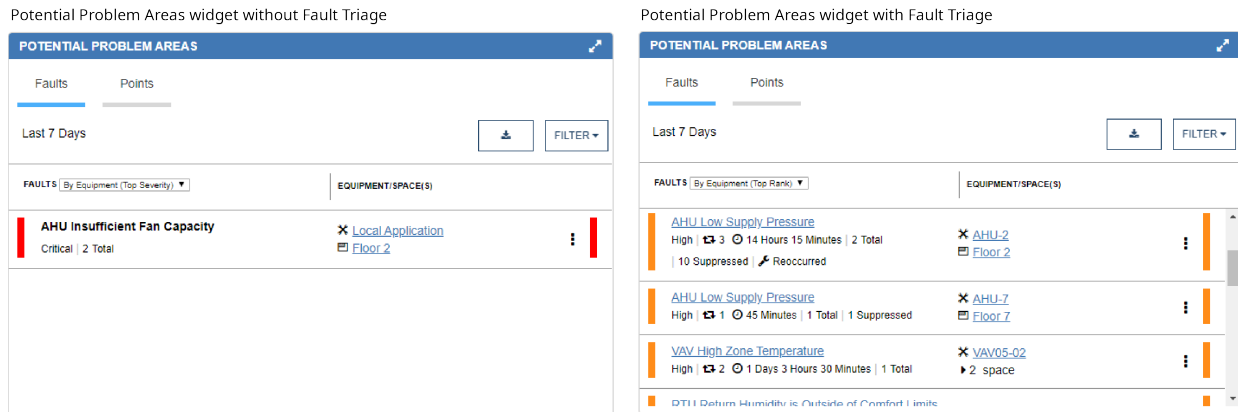 Potential Problem Areas widget without Fault Triage
POTENTIAL PROBLEM AREAS
Faults Points
Last 7 Days
FILTER
FAULTS By Equipment (Top Severity) EQUIPMENT/SPACE(S)
AHU Insufficient Fan Capacity
Critical | 2 Total
Local Application
Floor 2
Potential Problem Areas widget with Fault Triage
POTENTIAL PROBLEM AREAS
Faults Points
Last 7 Days
FILTER
FAULTS By Equipment (Top Rank) EQUIPMENT/SPACE(S)
AHU Low Supply Pressure
High | 3 14 Hours 15 Minutes | 2 Total
| 10 Suppressed | Reoccurred
AHU-2
Floor 2
AHU Low Supply Pressure
High | 1 45 Minutes | 1 Total | 1 Suppressed
AHU-7
Floor 7
VAV High Zone Temperature
High | 2 1 Days 3 Hours 30 Minutes | 1 Total
VAV05-02
2 space
RTU Return Humidity is Outside of Comfort Limits